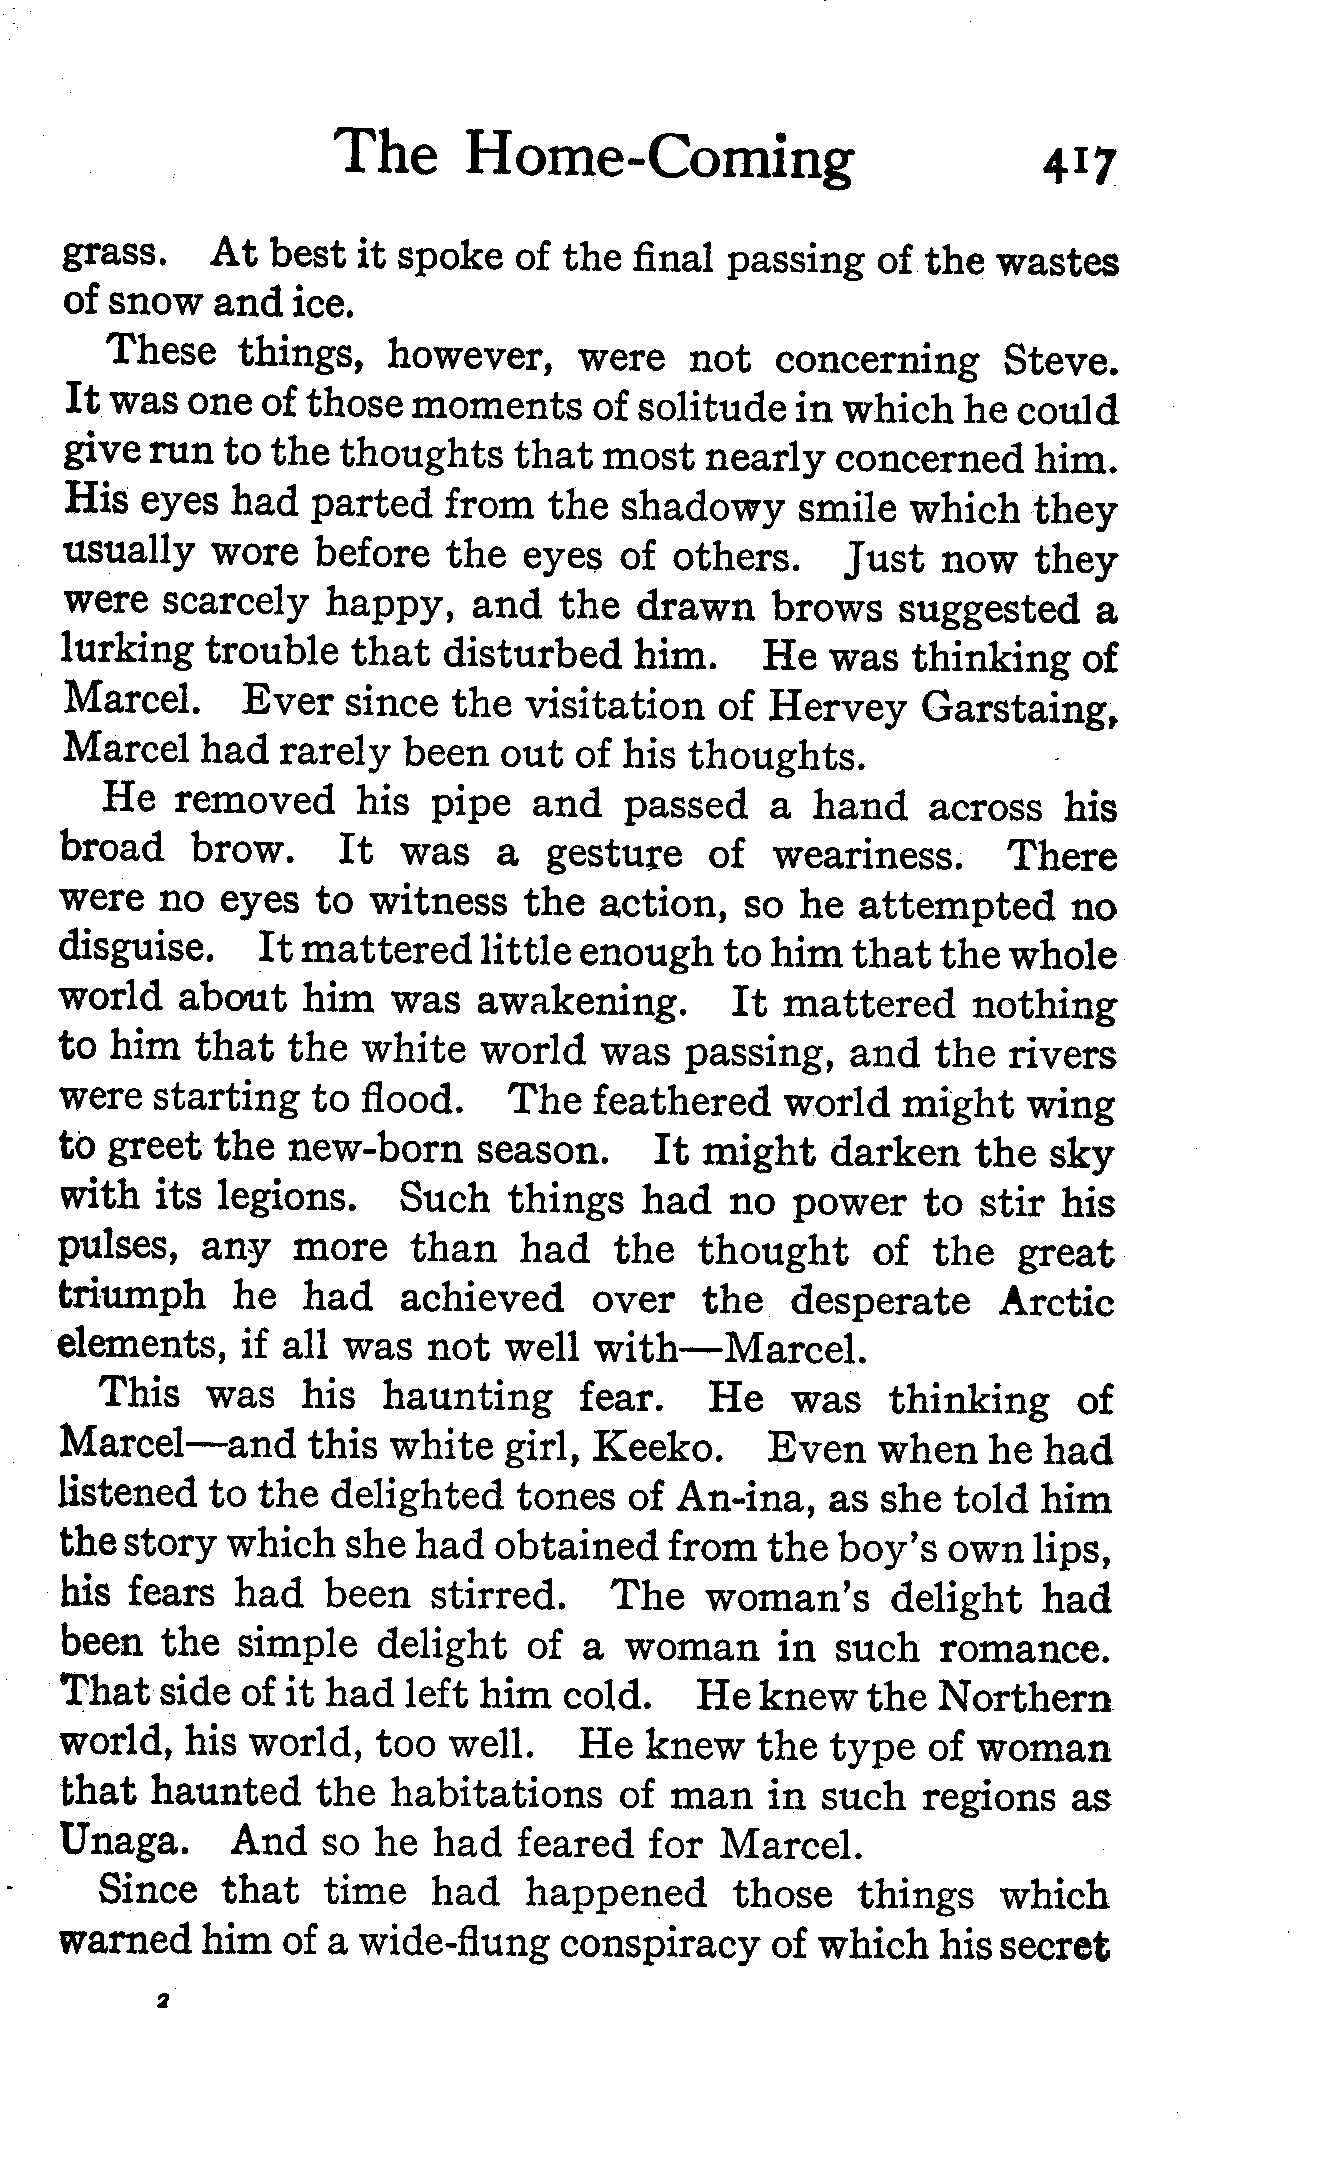 The Home-Coming 417
grass. At best it spoke of the final passing of the wastes
of snow and ice.
These things, however, were not concerning Steve.
It was one of those moments of solitude in which he could
give run to the thoughts that most nearly concerned him.
His eyes had parted from the shadowy smile which they
usually wore before the eyes of others. Just now they
were scarcely happy, and the drawn brows suggested a
lurking trouble that disturbed him. He was thinking of
Marcel. Ever since the visitation of Hervey Garstaing,
Marcel had rarely been out of his thoughts.
He removed his pipe and passed a hand across his
broad brow. It was a gesture of weariness. There
were no eyes to witness the action, so he attempted no
disguise. It mattered little enough to him that the whole
world about him was awakening. It mattered nothing
to him that the white world was passing, and the rivers
were starting to flood. The feathered world might wing
to greet the new-born season. It might darken the sky
with its legions. Such things had no power to stir his
pulses, any more than had the thought of the great
triumph he had achieved over the desperate Arctic
elements, if all was not well with—Marcel.
This was his haunting fear. He was thinking of
Marcel—and this white girl, Keeko. Even when he had
listened to the delighted tones of An-ina, as she told him
the story which she had obtained from the boy's own lips,
his fears had been stirred. The woman's delight had
been the simple delight of a woman in such romance.
That side of it had left him cold. He knew the Northern
world, his world, too well. He knew the type of woman
that haunted the habitations of man in such regions as
Unaga. And so he had feared for Marcel.
Since that time had happened those things which
warned him of a wide-flung conspiracy of which his secret
2